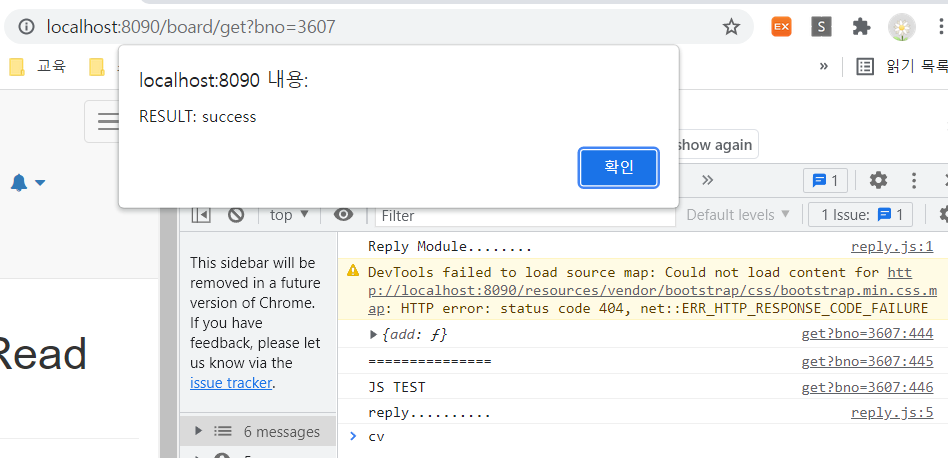 localhost:8090/board/get?bno=3607
EX S
교육
» 읽기 목록
localhost:8090 내용:
RESULT: success
확인
show again
» 1
top ▼ Filter Default levels ▼ 1 Issue: 1
This sidebar will be
removed in a future
version of Chrome.
If you have
feedback, please let
us know via the
issue tracker.
6 messages
Read
Reply Module........ reply.js:1
DevTools failed to load source map: Could not load content for htt
p://localhost:8090/resources/vendor/bootstrap/css/bootstrap.min.css.m
ap: HTTP error: status code 404, net::ERR_HTTP_RESPONSE_CODE_FAILURE
{add: ƒ} get?bno=3607:444
=============== get?bno=3607:445
JS TEST get?bno=3607:446
reply.......... reply.js:5
cv